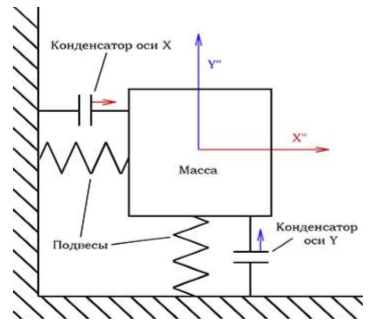 Конденсатор оси X
Y"
X"
Масса
Подвесы
Конденсатор
оси Y